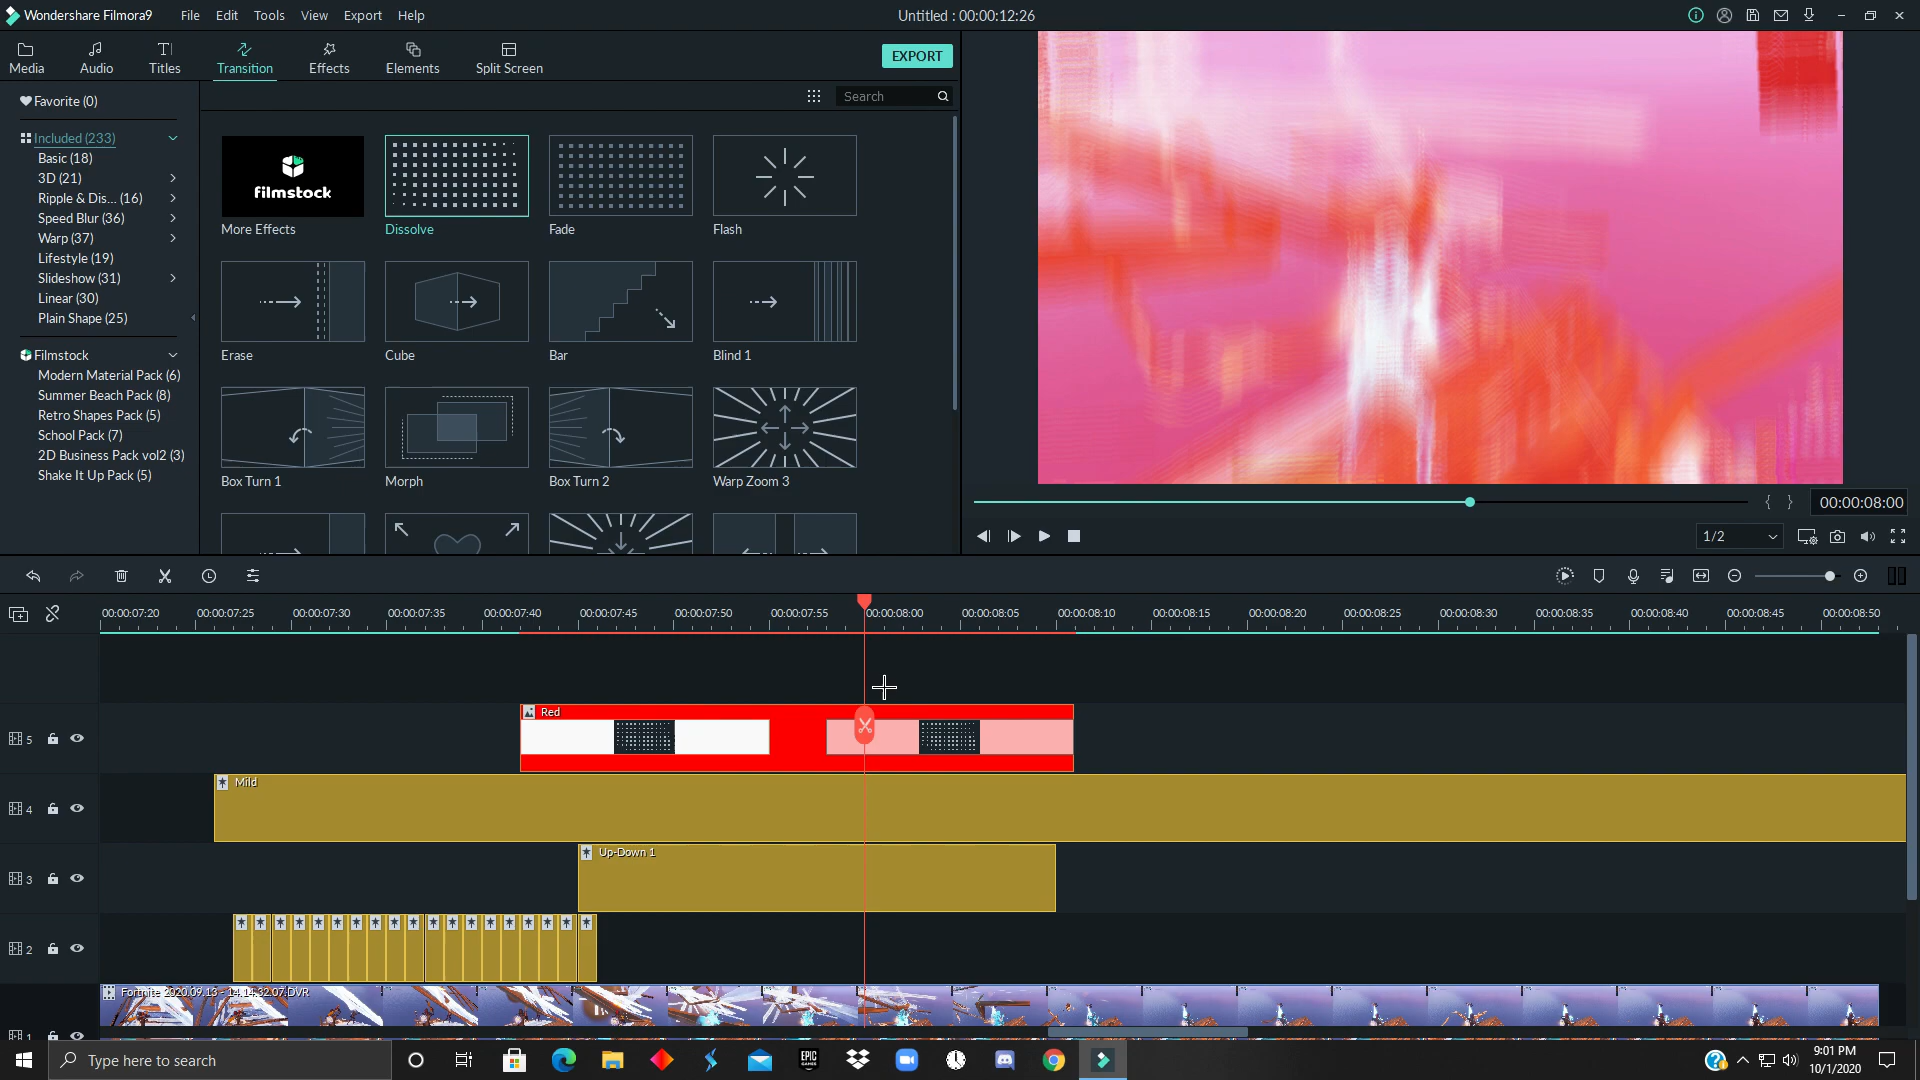 Wondershare Filmora9 File Edit Tools View Export Help Untitled : 00:00:12:26
Media Audio Titles Transition Effects Elements Split Screen EXPORT
Favorite (0)
Search
Included (233)
Basic (18)
3D (21)
Ripple & Dis... (16)
Speed Blur (36)
Warp (37)
Lifestyle (19)
Slideshow (31)
Linear (30)
Plain Shape (25)
Filmstock
Modern Material Pack (6)
Summer Beach Pack (8)
Retro Shapes Pack (5)
School Pack (7)
2D Business Pack vol2 (3)
Shake It Up Pack (5)
filmstock
More Effects Dissolve Fade Flash
Erase Cube Bar Blind 1
Box Turn 1 Morph Box Turn 2 Warp Zoom 3
{ } 00:00:08:00
1/2
00:00:07:20 00:00:07:25 00:00:07:30 00:00:07:35 00:00:07:40 00:00:07:45 00:00:07:50 00:00:07:55 00:00:08:00 00:00:08:05 00:00:08:10 00:00:08:15 00:00:08:20 00:00:08:25 00:00:08:30 00:00:08:35 00:00:08:40 00:00:08:45 00:00:08:50
Red
5
Mild
4
Up-Down 1
3
2
Fortnite 2020.09.13 - 14.14.32.07.DVR
1
Type here to search
EPIC GAMES
9:01 PM
10/1/2020